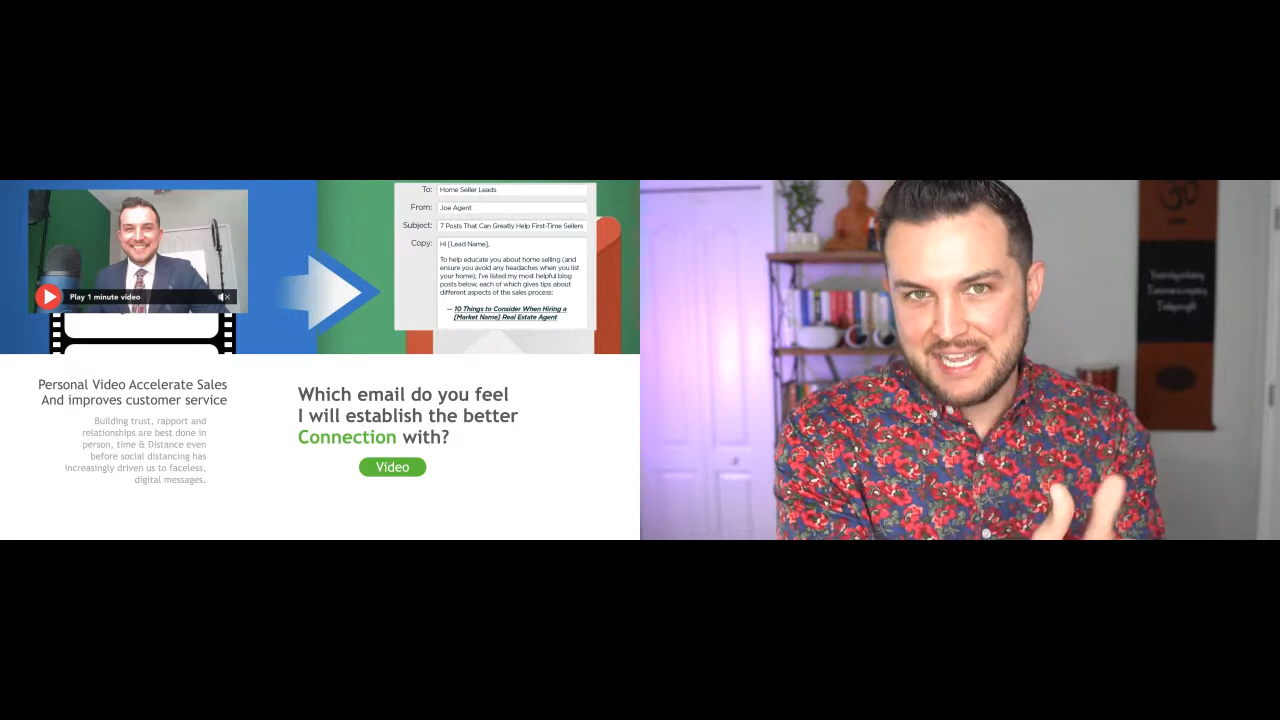 Play 1 minute video
To: Home Seller Leads
From: Joe Agent
Subject: 7 Posts That Can Greatly Help First-Time Sellers
Copy: Hi [Lead Name],
To help educate you about home selling (and
ensure you avoid any headaches when you list
your home), I've listed my most helpful blog
posts below, each of which gives tips about
different aspects of the sales process:
— 10 Things to Consider When Hiring a
[Market Name] Real Estate Agent
Personal Video Accelerate Sales
And improves customer service
Building trust, rapport and
relationships are best done in
person, time & Distance even
before social distancing has
increasingly driven us to faceless,
digital messages.
Which email do you feel
I will establish the better
Connection with?
Video